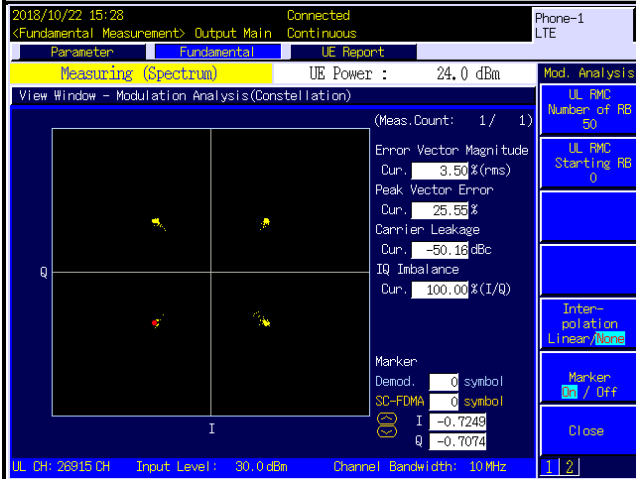 2018/10/22 15:28 Connected Phone-1
<Fundamental Measurement> Output Main Continuous LTE
Parameter Fundamental UE Report
Measuring (Spectrum) UE Power : 24.0 dBm Mod. Analysis
View Window - Modulation Analysis(Constellation)
(Meas.Count: 1/ 1)
Error Vector Magnitude
Cur. 3.50 %(rms)
Peak Vector Error
Cur. 25.55 %
Carrier Leakage
Cur. -50.16 dBc
IQ Imbalance
Cur. 100.00 %(I/Q)
Marker
Demod. 0 symbol
SC-FDMA 0 symbol
I -0.7249
Q -0.7074
Q
I
UL RMC
Number of RB
50
UL RMC
Starting RB
0
Inter-
polation
Linear/None
Marker
On / Off
Close
UL CH: 26915 CH Input Level: 30.0 dBm Channel Bandwidth: 10 MHz 1 2